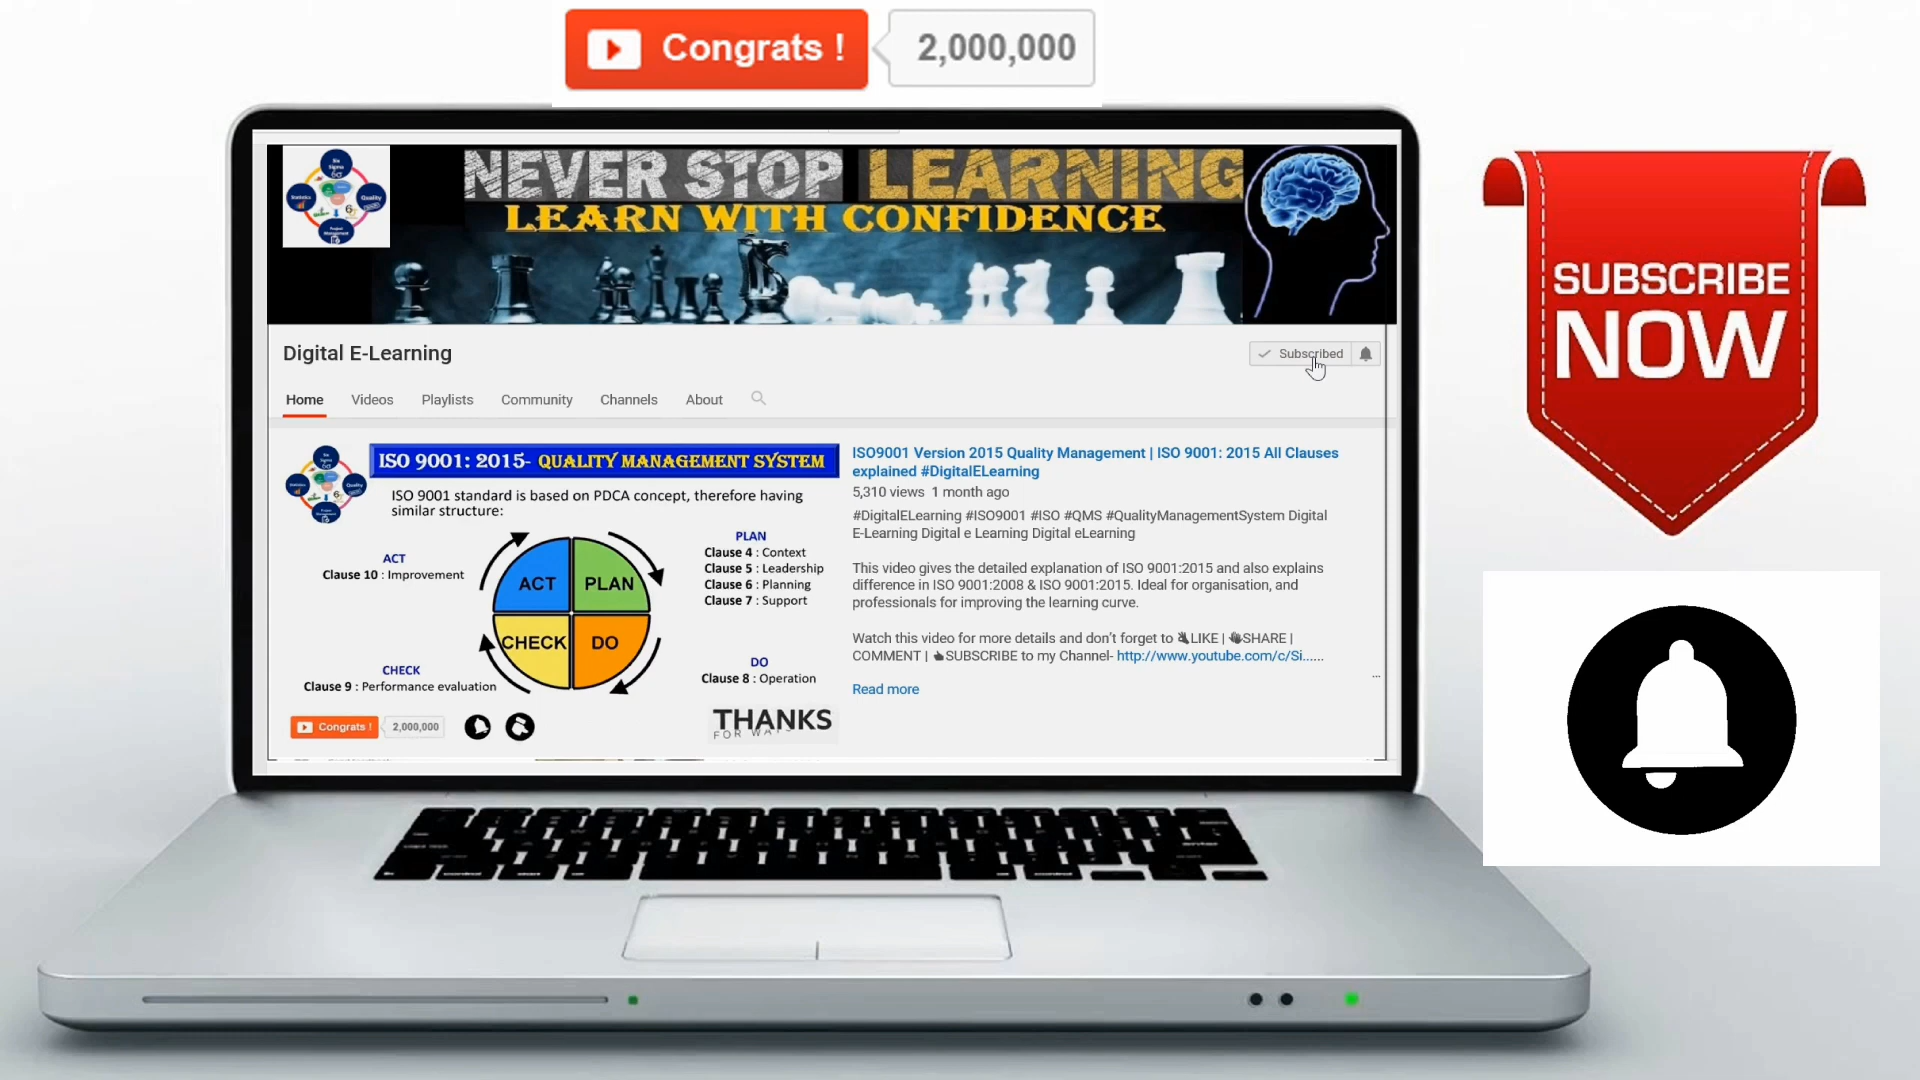 Congrats !
2,000,000
NEVER STOP LEARNING
LEARN WITH CONFIDENCE
Six
Sigma
6σ
Statistics
Quality
Project
Management
Digital E-Learning
Subscribed
Home
Videos
Playlists
Community
Channels
About
ISO 9001: 2015- QUALITY MANAGEMENT SYSTEM
ISO 9001 standard is based on PDCA concept, therefore having
similar structure:
ACT
Clause 10 : Improvement
ACT
PLAN
CHECK
DO
PLAN
Clause 4 : Context
Clause 5 : Leadership
Clause 6 : Planning
Clause 7 : Support
CHECK
Clause 9 : Performance evaluation
DO
Clause 8 : Operation
Congrats !
2,000,000
THANKS
ISO9001 Version 2015 Quality Management | ISO 9001: 2015 All Clauses
explained #DigitalELearning
5,310 views 1 month ago
#DigitalELearning #ISO9001 #ISO #QMS #QualityManagementSystem Digital
E-Learning Digital e Learning Digital eLearning
This video gives the detailed explanation of ISO 9001:2015 and also explains
difference in ISO 9001:2008 & ISO 9001:2015. Ideal for organisation, and
professionals for improving the learning curve.
Watch this video for more details and don't forget to LIKE | SHARE |
COMMENT | SUBSCRIBE to my Channel- http://www.youtube.com/c/Si......
Read more
SUBSCRIBE
NOW